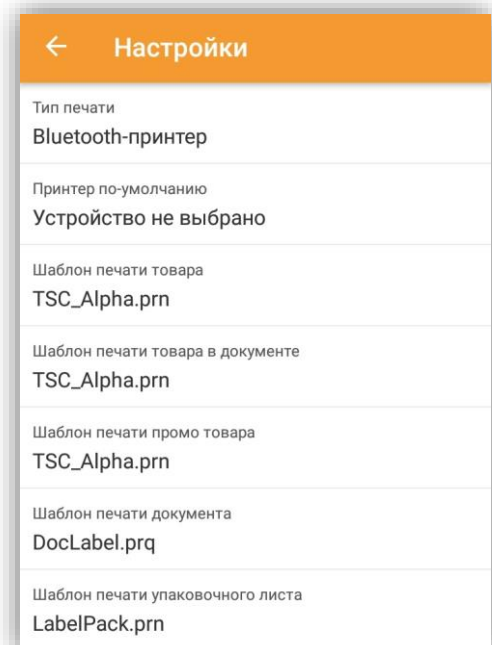 Настройки
Тип печати
Bluetooth-принтер
Принтер по-умолчанию
Устройство не выбрано
Шаблон печати товара
TSC_Alpha.prn
Шаблон печати товара в документе
TSC_Alpha.prn
Шаблон печати промо товара
TSC_Alpha.prn
Шаблон печати документа
DocLabel.prq
Шаблон печати упаковочного листа
LabelPack.prn